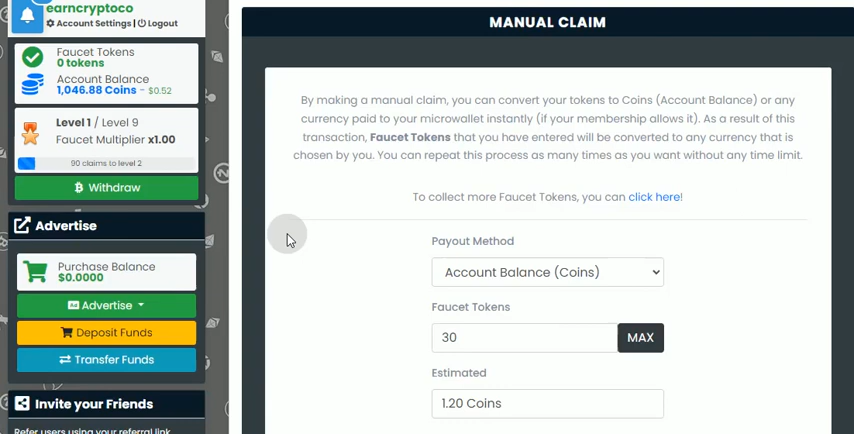 earncryptoco
Account Settings | Logout
Faucet Tokens
0 tokens
Account Balance
1,046.88 Coins - $0.52
Level 1 / Level 9
Faucet Multiplier x1.00
90 claims to level 2
Withdraw
Advertise
Purchase Balance
$0.0000
Advertise
Deposit Funds
Transfer Funds
Invite your Friends
Refer users using your referral link
MANUAL CLAIM
By making a manual claim, you can convert your tokens to Coins (Account Balance) or any
currency paid to your microwallet instantly (if your membership allows it). As a result of this
transaction, Faucet Tokens that you have entered will be converted to any currency that is
chosen by you. You can repeat this process as many times as you want without any time limit.
To collect more Faucet Tokens, you can click here!
Payout Method
Account Balance (Coins)
Faucet Tokens
30
MAX
Estimated
1.20 Coins